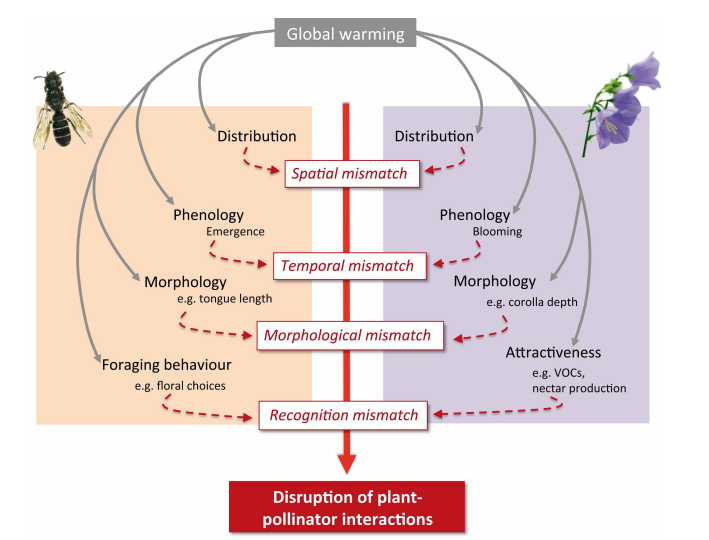 Global warming
Distribution
Distribution
Spatial mismatch
Phenology
Emergence
Phenology
Blooming
Temporal mismatch
Morphology
e.g. tongue length
Morphology
e.g. corolla depth
Morphological mismatch
Foraging behaviour
e.g. floral choices
Attractiveness
e.g. VOCs,
nectar production
Recognition mismatch
Disruption of plant-
pollinator interactions